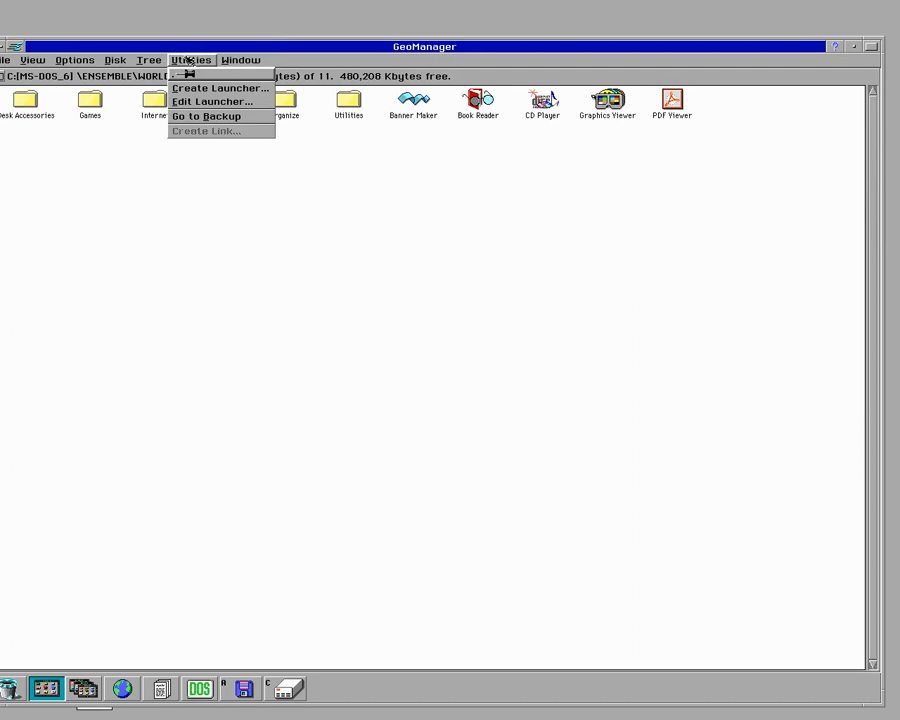 GeoManager
?
ile View Options Disk Tree Utilities Window
C:[MS-DOS_6] \ENSEMBLE\WORLD ytes) of 11. 480,208 Kbytes free.
Create Launcher...
Edit Launcher...
Go to Backup
Create Link...
esk Accessories Games Interne rganize Utilities Banner Maker Book Reader CD Player Graphics Viewer PDF Viewer
DOS A C